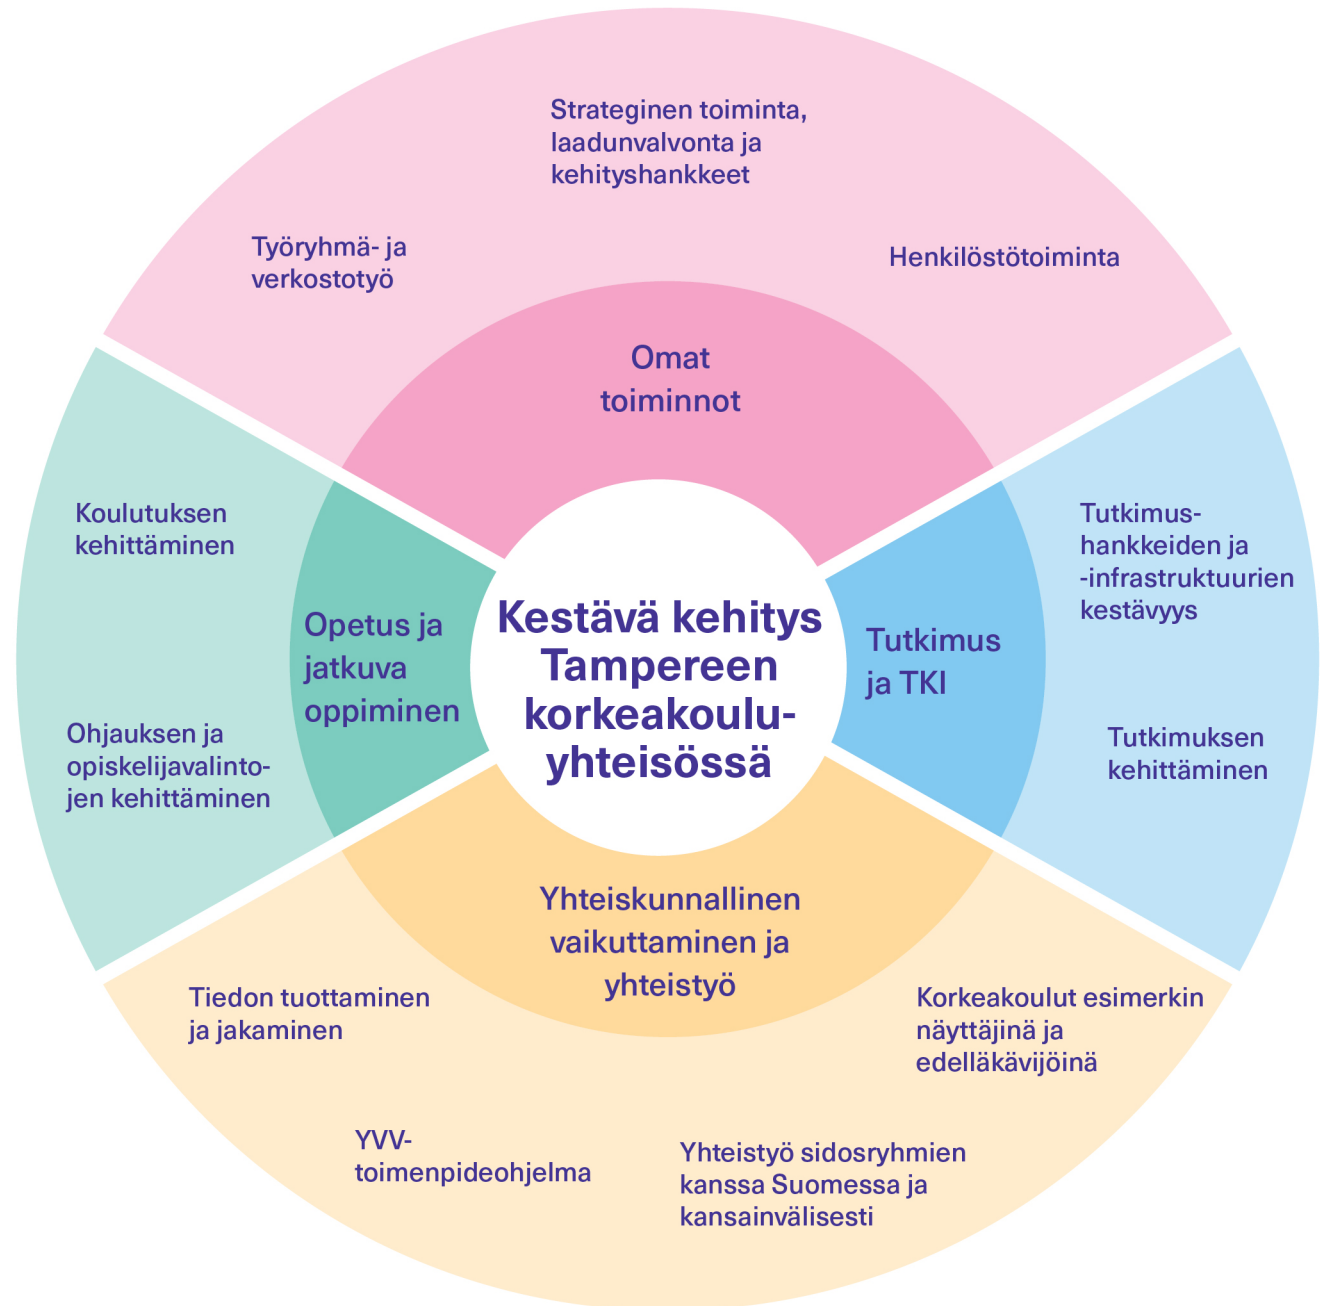 Strateginen toiminta,
laadunvalvonta ja
kehityshankkeet
Työryhmä- ja
verkostotyö
Henkilöstötoiminta
Omat
toiminnot
Koulutuksen
kehittäminen
Ohjauksen ja
opiskelijavalinto-
jen kehittäminen
Opetus ja
jatkuva
oppiminen
Kestävä kehitys
Tampereen
korkeakoulu-
yhteisössä
Tutkimus
ja TKI
Tutkimus-
hankkeiden ja
-infrastruktuurien
kestävyys
Tutkimuksen
kehittäminen
Yhteiskunnallinen
vaikuttaminen ja
yhteistyö
Tiedon tuottaminen
ja jakaminen
YVV-
toimenpideohjelma
Yhteistyö sidosryhmien
kanssa Suomessa ja
kansainvälisesti
Korkeakoulut esimerkin
näyttäjinä ja
edelläkävijöinä